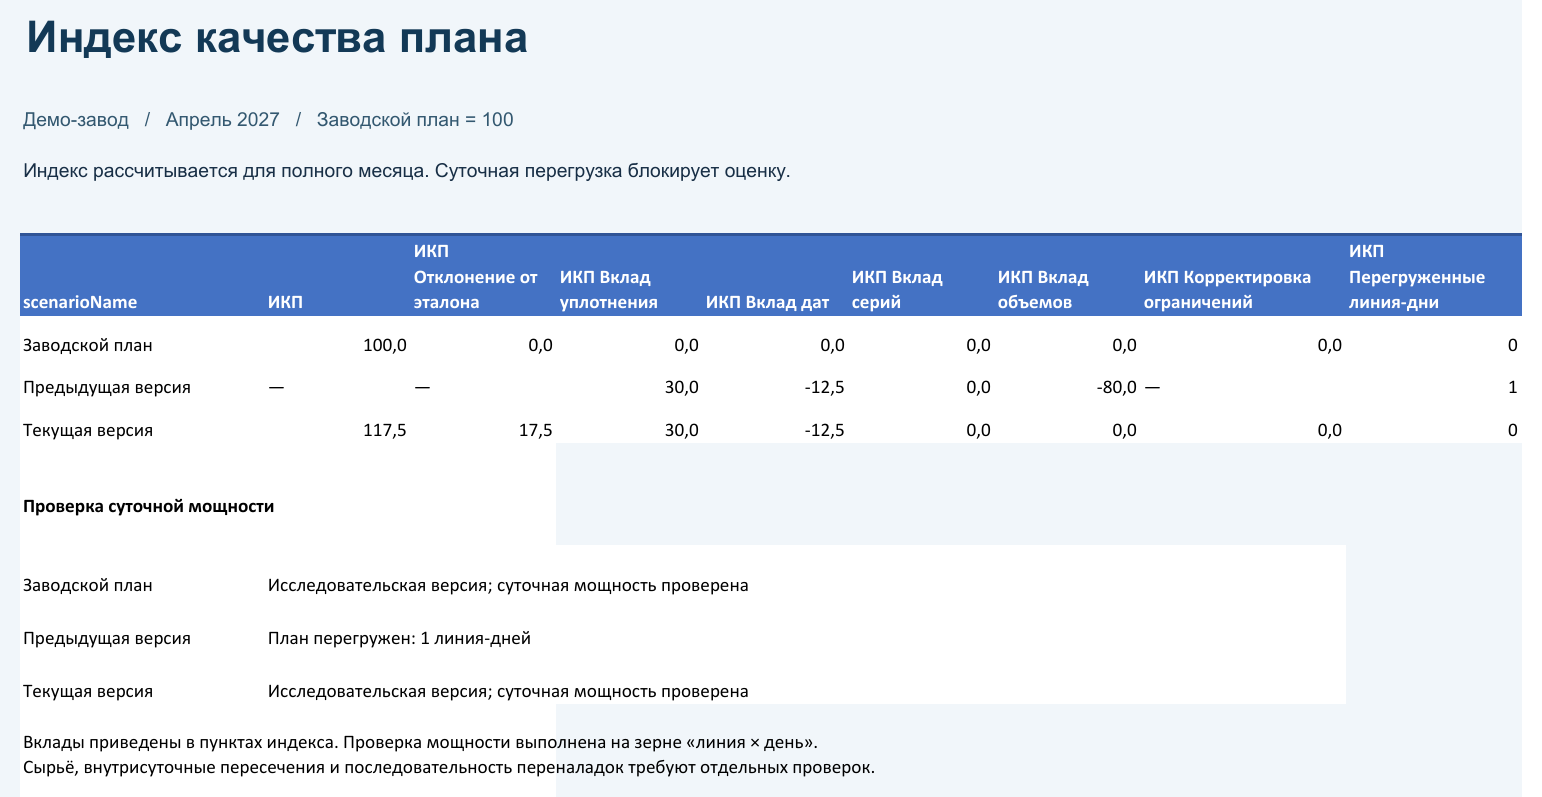 Индекс качества плана
Демо-завод / Апрель 2027 / Заводской план = 100
Индекс рассчитывается для полного месяца. Суточная перегрузка блокирует оценку.
scenarioName ИКП ИКП Отклонение от эталона ИКП Вклад уплотнения ИКП Вклад дат ИКП Вклад серий ИКП Вклад объемов ИКП Корректировка ограничений ИКП Перегруженные линия-дни
Заводской план 100,0 0,0 0,0 0,0 0,0 0,0 0,0 0
Предыдущая версия — — 30,0 -12,5 0,0 -80,0 — 1
Текущая версия 117,5 17,5 30,0 -12,5 0,0 0,0 0,0 0
Проверка суточной мощности
Заводской план Исследовательская версия; суточная мощность проверена
Предыдущая версия План перегружен: 1 линия-дней
Текущая версия Исследовательская версия; суточная мощность проверена
Вклады приведены в пунктах индекса. Проверка мощности выполнена на зерне «линия × день».
Сырьё, внутрисуточные пересечения и последовательность переналадок требуют отдельных проверок.